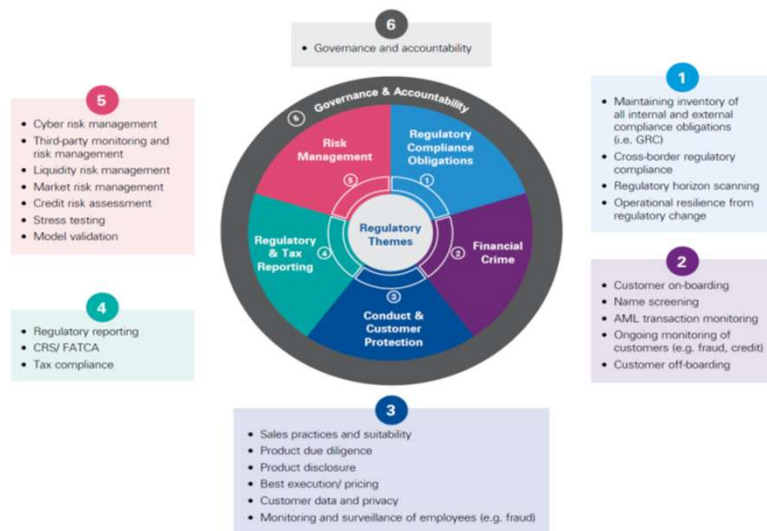 6
• Governance and accountability
5
• Cyber risk management
• Third-party monitoring and
risk management
• Liquidity risk management
• Market risk management
• Credit risk assessment
• Stress testing
• Model validation
1
• Maintaining inventory of
all internal and external
compliance obligations
(i.e. GRC)
• Cross-border regulatory
compliance
• Regulatory horizon scanning
• Operational resilience from
regulatory change
6 Governance & Accountability
Risk
Management
5
Regulatory
Compliance
Obligations
1
Regulatory
Themes
Regulatory
& Tax
Reporting
4
2
Financial
Crime
3
Conduct &
Customer
Protection
4
• Regulatory reporting
• CRS/ FATCA
• Tax compliance
2
• Customer on-boarding
• Name screening
• AML transaction monitoring
• Ongoing monitoring of
customers (e.g. fraud, credit)
• Customer off-boarding
3
• Sales practices and suitability
• Product due diligence
• Product disclosure
• Best execution/ pricing
• Customer data and privacy
• Monitoring and surveillance of employees (e.g. fraud)